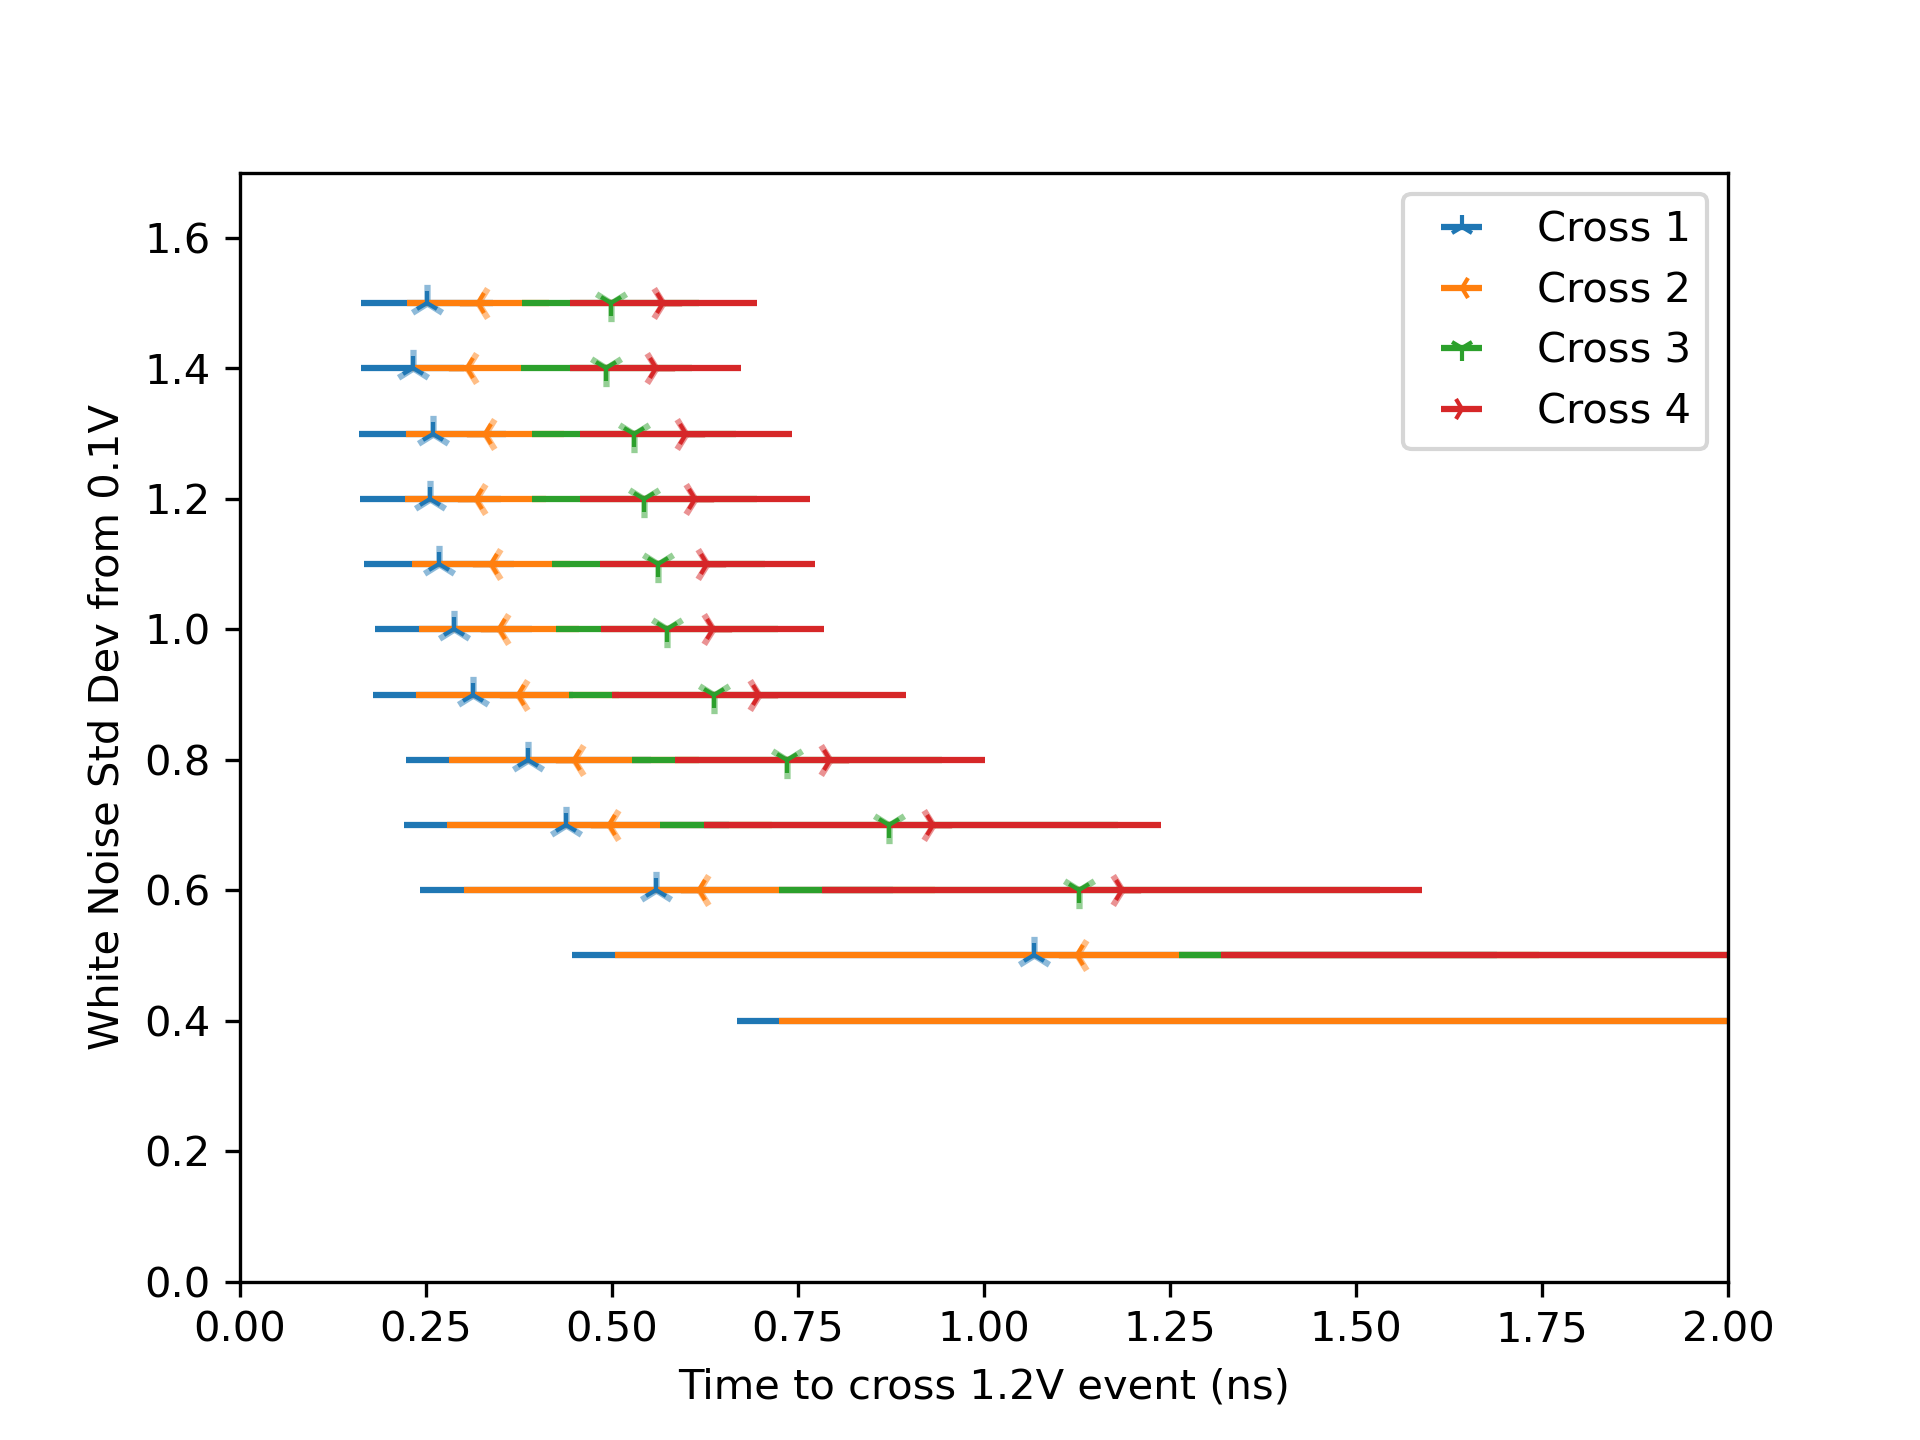 Cross 1
Cross 2
Cross 3
Cross 4
1.6
1.4
1.2
1.0
0.8
0.6
0.4
0.2
0.0
White Noise Std Dev from 0.1V
0.00 0.25 0.50 0.75 1.00 1.25 1.50 1.75 2.00
Time to cross 1.2V event (ns)